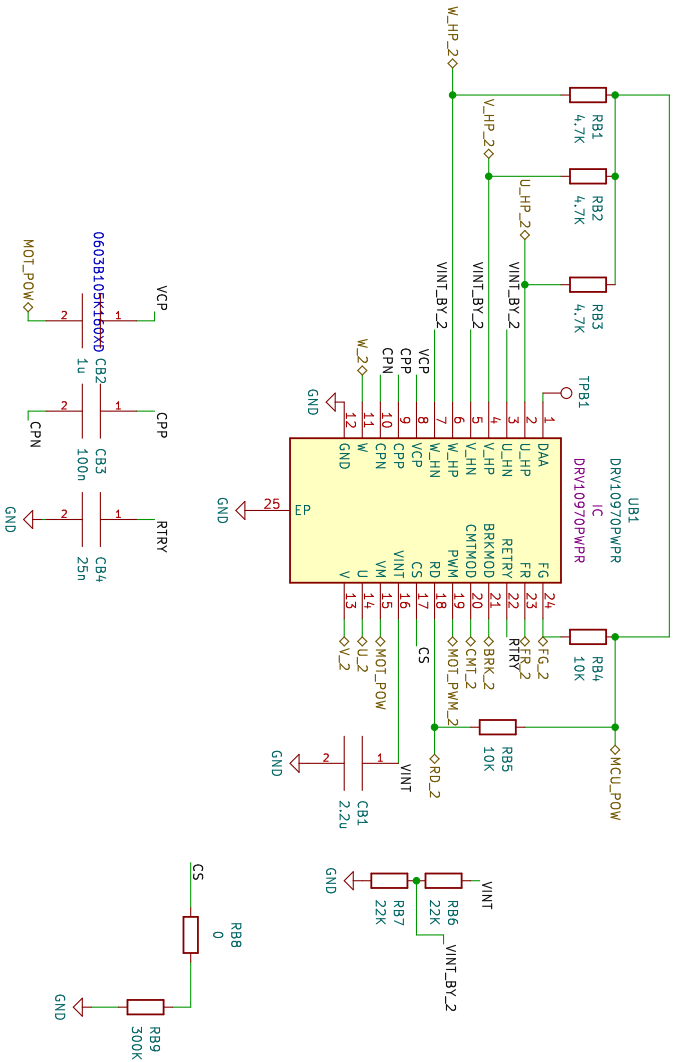 W_HP_2
V_HP_2
U_HP_2
RB1
4.7K
RB2
4.7K
RB3
4.7K
VINT_BY_2
VINT_BY_2
VINT_BY_2
MOT_POW
0603B105K160XD
VCP
2
1
CB2
1u
CPN
CPP
2
1
CB3
100n
GND
RTRY
2
1
CB4
25n
W_2
CPN
CPP
VCP
GND
TPB1
12
11
10
9
8
7
6
5
4
3
2
1
GND
W
CPN
CPP
VCP
W_HN
W_HP
V_HN
V_HP
U_HN
U_HP
DAA
DRV10970PWPR
IC
DRV10970PWPR
UB1
GND
25
EP
V
U
VM
VINT
CS
RD
PWM
CMTMOD
BRKMOD
RETRY
FR
FG
13
14
15
16
17
18
19
20
21
22
23
24
V_2
U_2
MOT_POW
CS
MOT_PWM_2
CMT_2
BRK_2
RTRY
FR_2
FG_2
RB4
10K
RB5
10K
MCU_POW
RD_2
GND
2
1
VINT
CB1
2.2u
GND
RB7
22K
RB6
22K
VINT
VINT_BY_2
CS
RB8
0
GND
RB9
300K